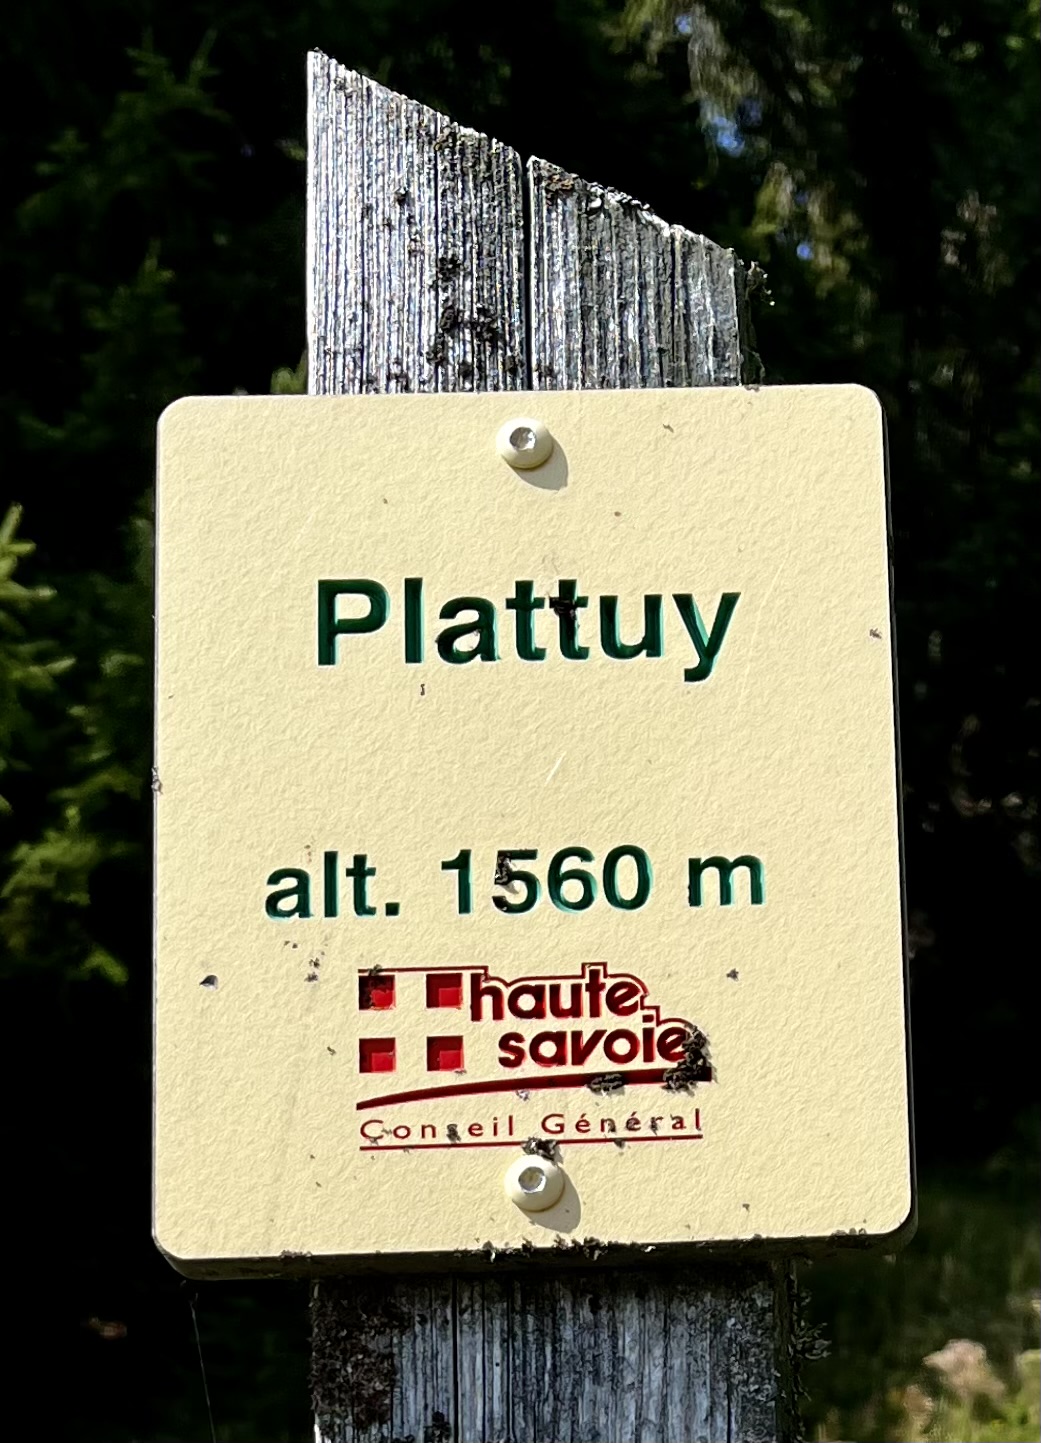 Plattuy
alt. 1560 m
haute
savoie
Conseil Général